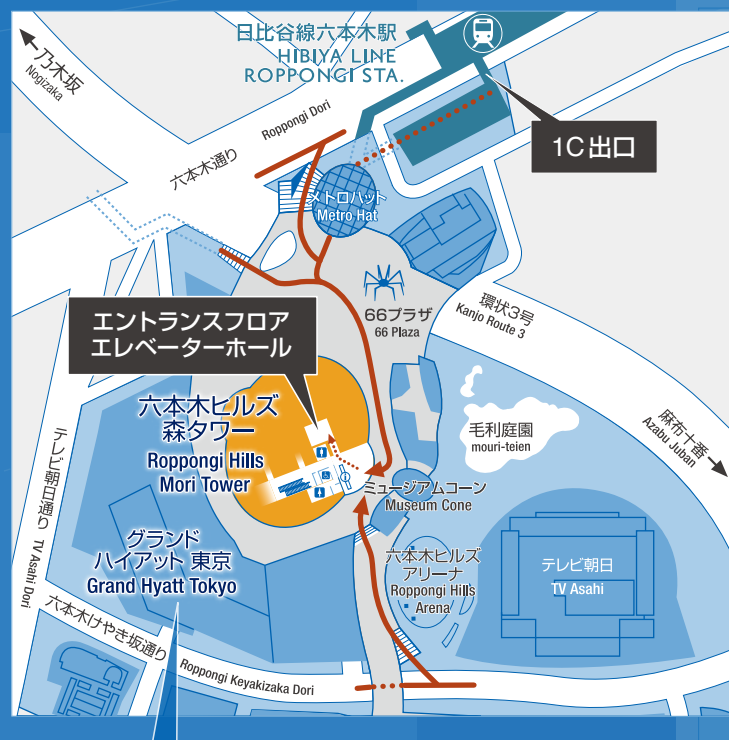 日比谷線六本木駅
HIBIYA LINE
ROPPONGI STA.
乃木坂
Nogizaka
六本木通り
Roppongi Dori
1C出口
メトロハット
Metro Hat
66プラザ
66 Plaza
環状3号
Kanjo Route 3
エントランスフロア
エレベーターホール
六本木ヒルズ
森タワー
Roppongi Hills
Mori Tower
毛利庭園
mouri-teien
麻布十番
Azabu Juban
ミュージアムコーン
Museum Cone
テレビ朝日通り
TV Asahi Dori
グランド
ハイアット 東京
Grand Hyatt Tokyo
六本木ヒルズ
アリーナ
Roppongi Hills
Arena
テレビ朝日
TV Asahi
六本木けやき坂通り
Roppongi Keyakizaka Dori